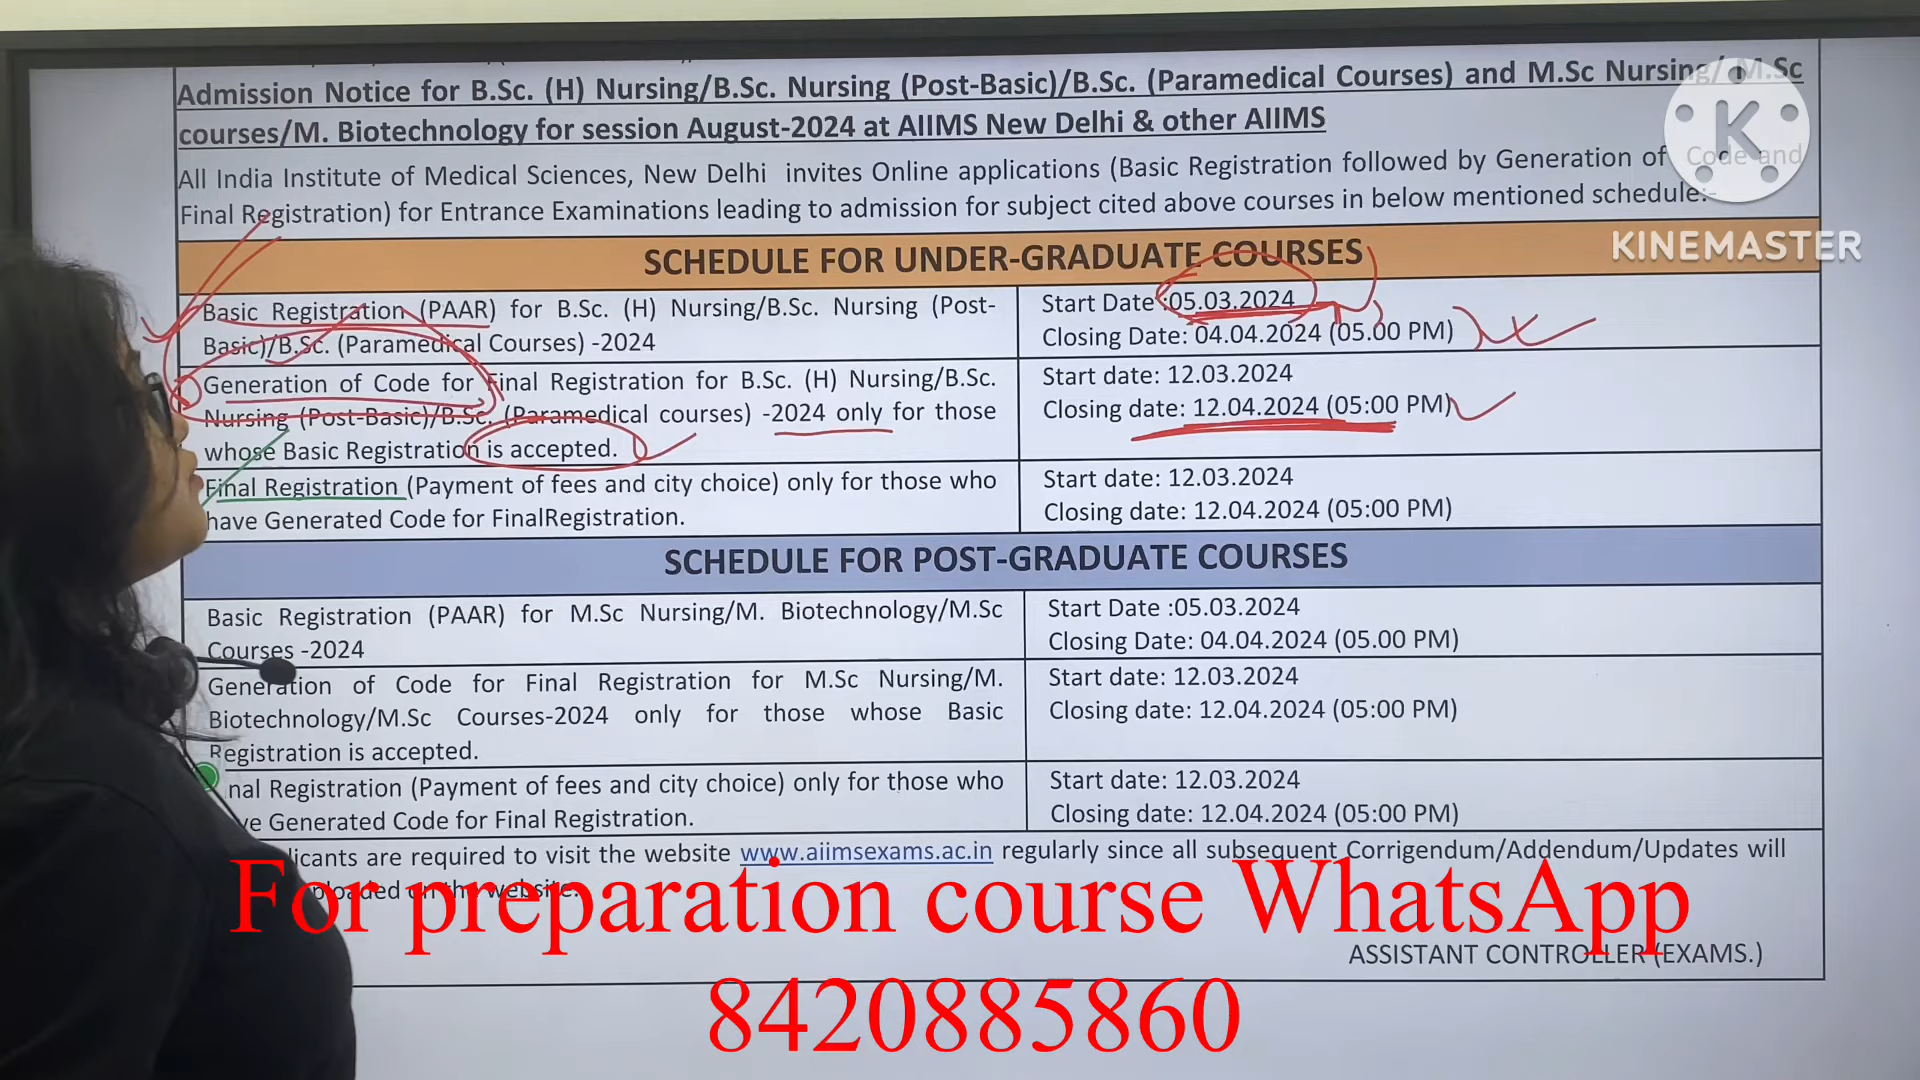 Admission Notice for B.Sc. (H) Nursing/B.Sc. Nursing (Post-Basic)/B.Sc. (Paramedical Courses) and M.Sc Nursing/ M.Sc
courses/M. Biotechnology for session August-2024 at AIIMS New Delhi & other AIIMS
All India Institute of Medical Sciences, New Delhi invites Online applications (Basic Registration followed by Generation of Code and
Final Registration) for Entrance Examinations leading to admission for subject cited above courses in below mentioned schedule:-
KINEMASTER
SCHEDULE FOR UNDER-GRADUATE COURSES
Basic Registration (PAAR) for B.Sc. (H) Nursing/B.Sc. Nursing (Post-
Basic)/B.Sc. (Paramedical Courses) -2024
Start Date :05.03.2024
Closing Date: 04.04.2024 (05.00 PM)
Generation of Code for Final Registration for B.Sc. (H) Nursing/B.Sc.
Nursing (Post-Basic)/B.Sc. (Paramedical courses) -2024 only for those
whose Basic Registration is accepted.
Start date: 12.03.2024
Closing date: 12.04.2024 (05:00 PM)
Final Registration (Payment of fees and city choice) only for those who
have Generated Code for FinalRegistration.
Start date: 12.03.2024
Closing date: 12.04.2024 (05:00 PM)
SCHEDULE FOR POST-GRADUATE COURSES
Basic Registration (PAAR) for M.Sc Nursing/M. Biotechnology/M.Sc
Courses -2024
Start Date :05.03.2024
Closing Date: 04.04.2024 (05.00 PM)
Generation of Code for Final Registration for M.Sc Nursing/M.
Biotechnology/M.Sc Courses-2024 only for those whose Basic
Registration is accepted.
Start date: 12.03.2024
Closing date: 12.04.2024 (05:00 PM)
nal Registration (Payment of fees and city choice) only for those who
ve Generated Code for Final Registration.
Start date: 12.03.2024
Closing date: 12.04.2024 (05:00 PM)
licants are required to visit the website www.aiimsexams.ac.in regularly since all subsequent Corrigendum/Addendum/Updates will
ploaded on the website.
For preparation course WhatsApp
ASSISTANT CONTROLLER (EXAMS.)
8420885860